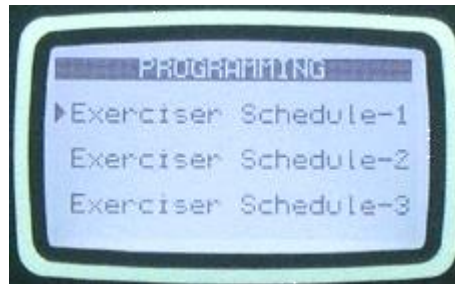 PROGRAMMING
Exerciser Schedule-1
Exerciser Schedule-2
Exerciser Schedule-3